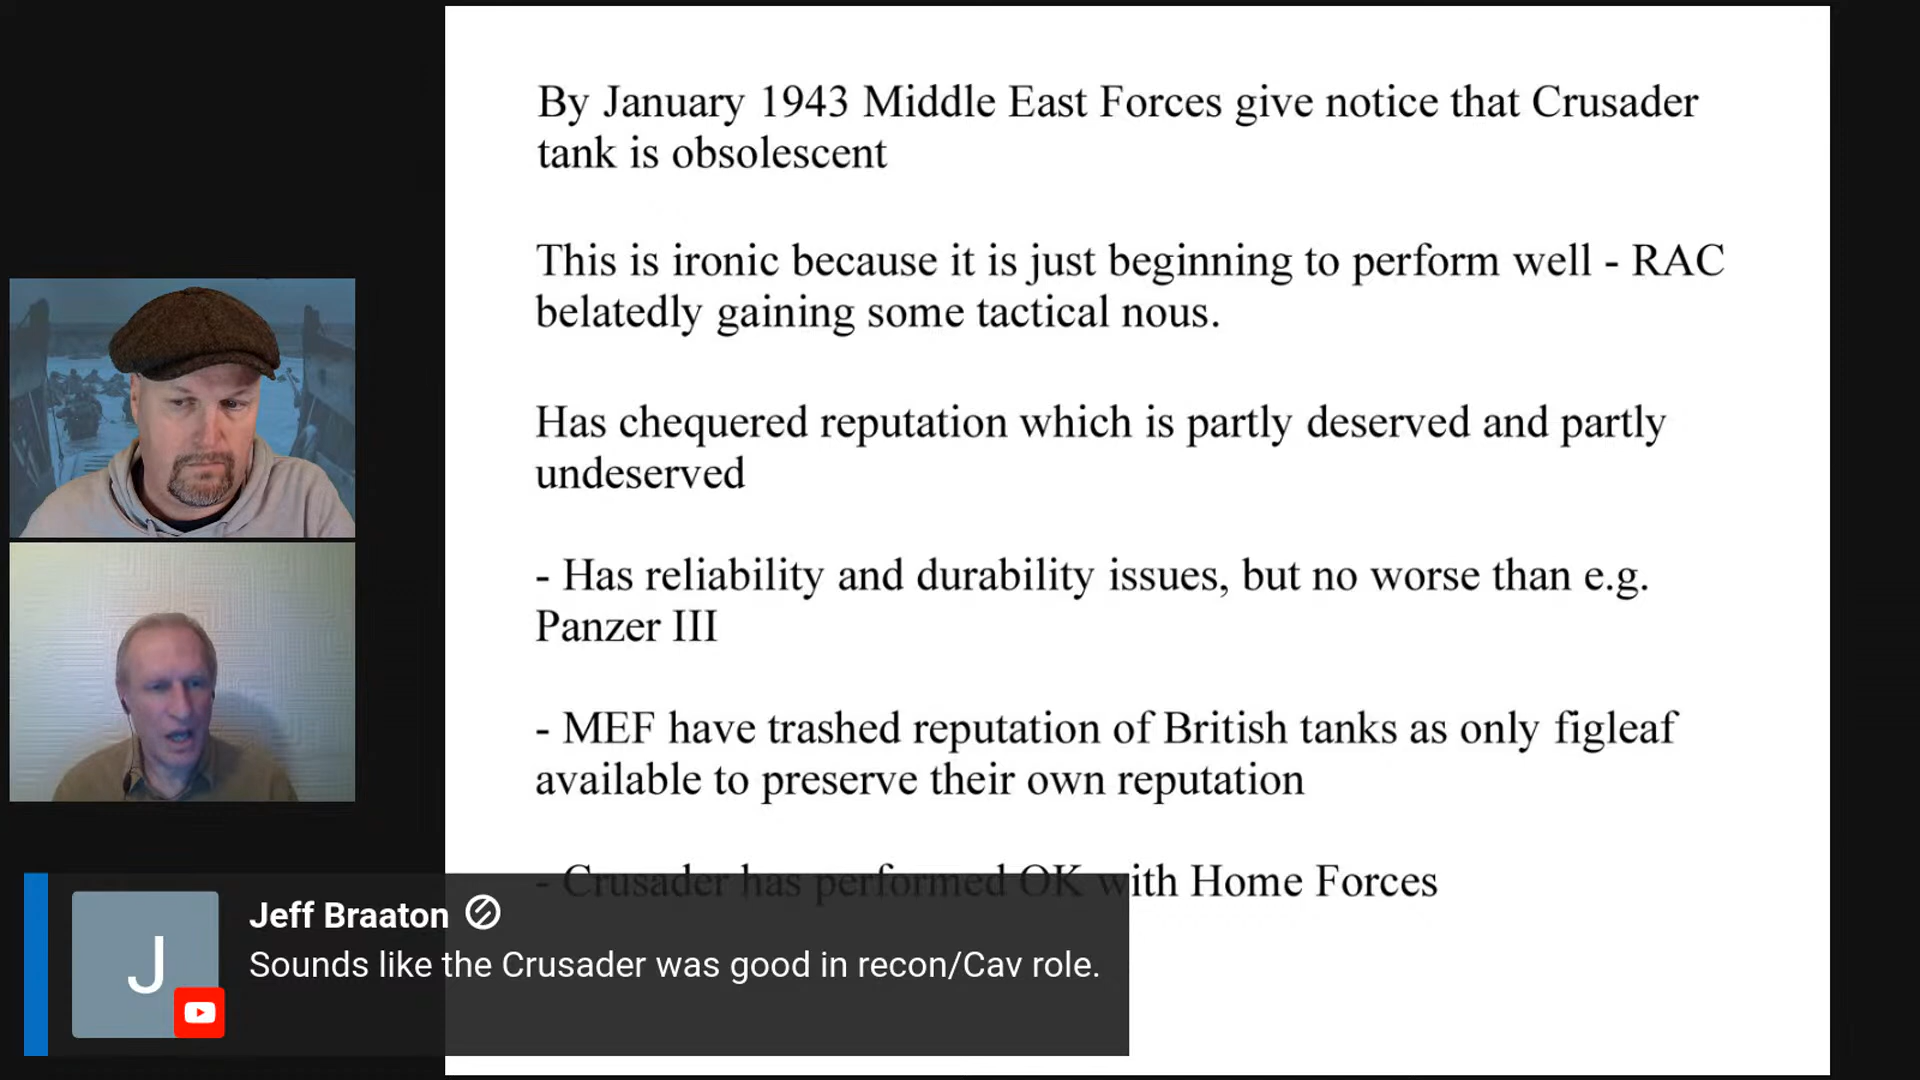 By January 1943 Middle East Forces give notice that Crusader
tank is obsolescent
This is ironic because it is just beginning to perform well - RAC
belatedly gaining some tactical nous.
Has chequered reputation which is partly deserved and partly
undeserved
- Has reliability and durability issues, but no worse than e.g.
Panzer III
- MEF have trashed reputation of British tanks as only figleaf
available to preserve their own reputation
- Crusader has performed OK with Home Forces
J
Jeff Braaton
Sounds like the Crusader was good in recon/Cav role.